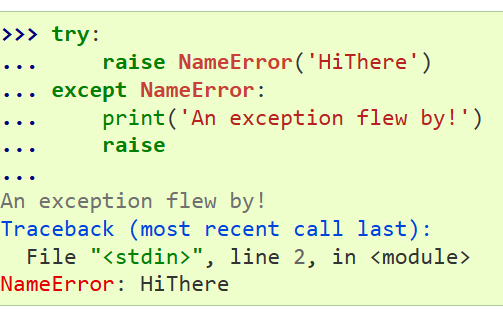 >>> try:
...     raise NameError('HiThere')
... except NameError:
...     print('An exception flew by!')
...     raise
...
An exception flew by!
Traceback (most recent call last):
  File "<stdin>", line 2, in <module>
NameError: HiThere